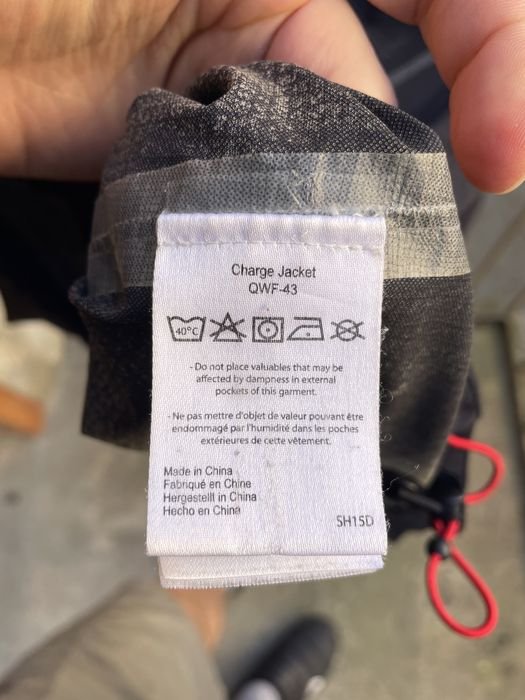 Charge Jacket
QWF-43
40°C
- Do not place valuables that may be
affected by dampness in external
pockets of this garment.
- Ne pas mettre d'objet de valeur pouvant être
endommagé par l'humidité dans les poches
extérieures de cette vêtement.
Made in China
Fabriqué en Chine
Hergestelll in China
Hecho en China
SH15D